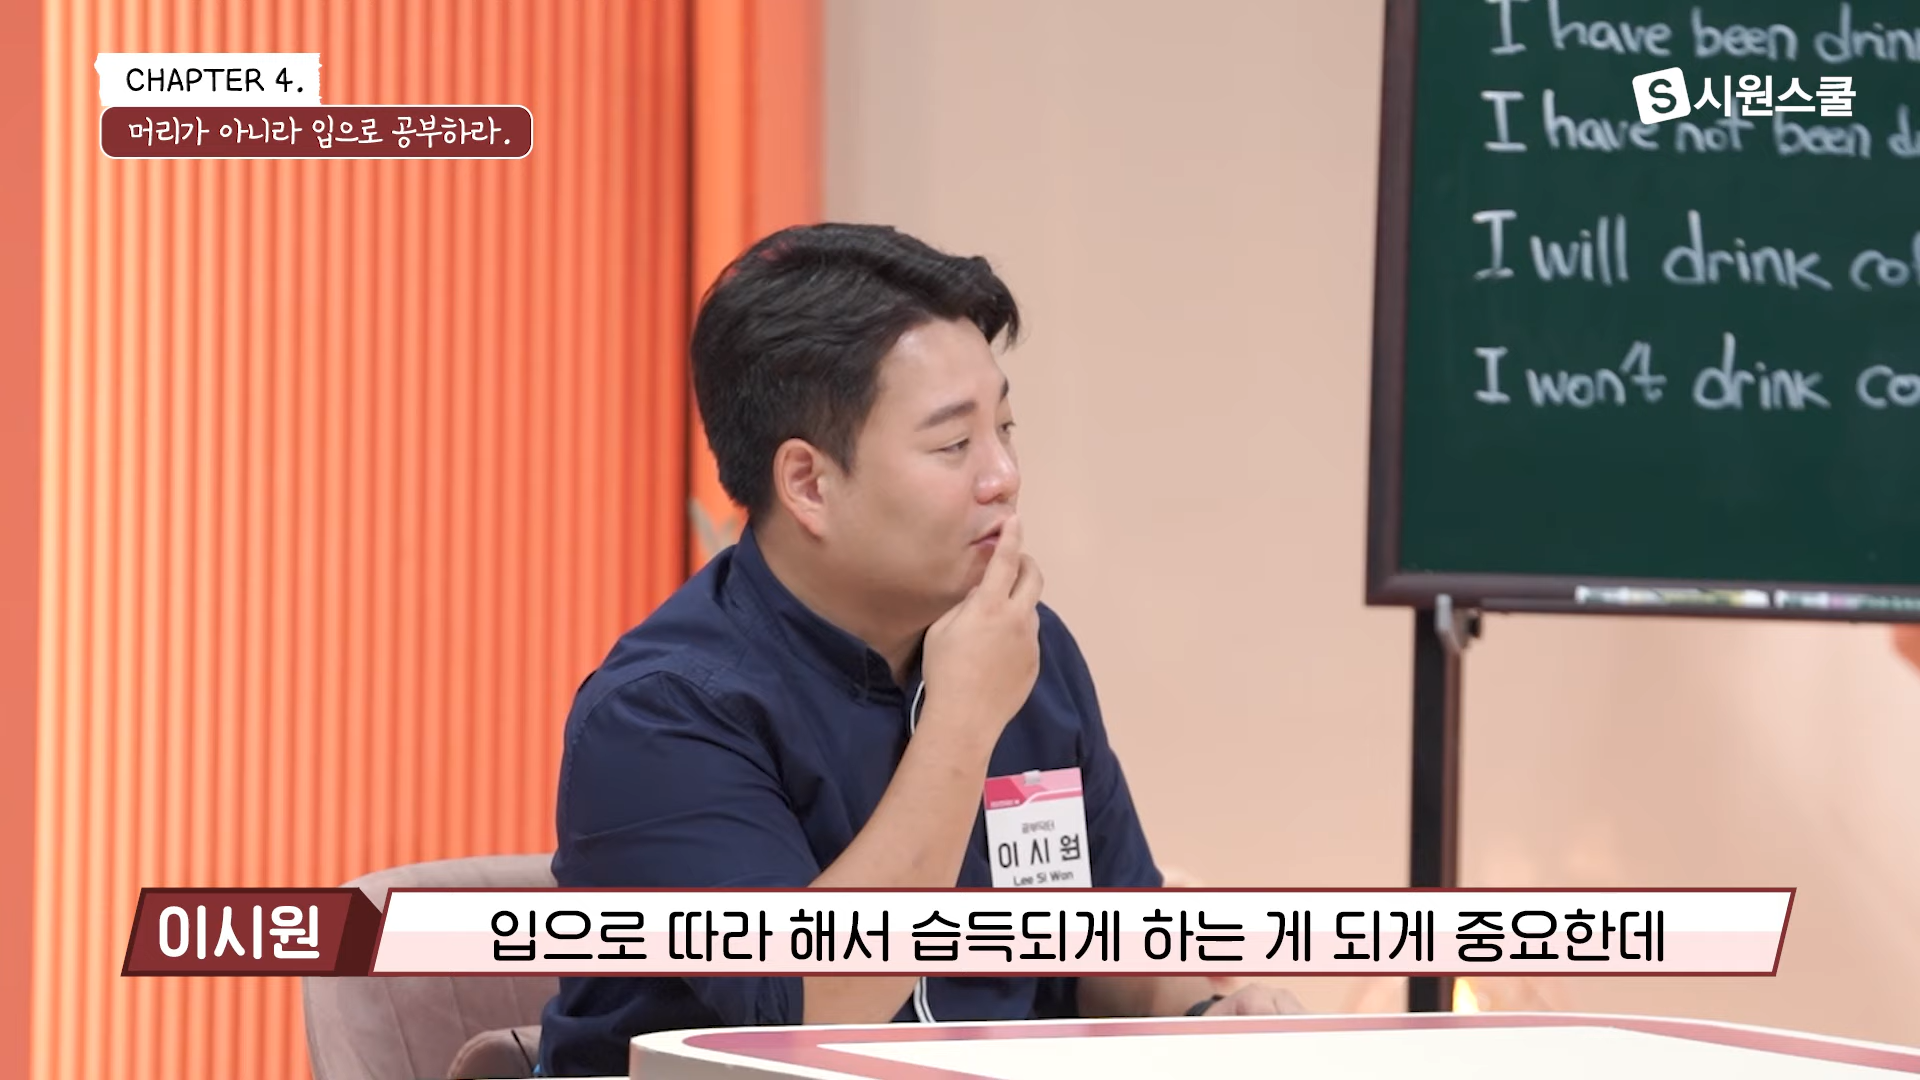 CHAPTER 4.
머리가 아니라 입으로 공부하라.
S 시원스쿨
I have been drin
I have not been d
I will drink cof
I won't drink co
공부닥터
이시원
Lee Si Won
이시원
입으로 따라 해서 습득되게 하는 게 되게 중요한데